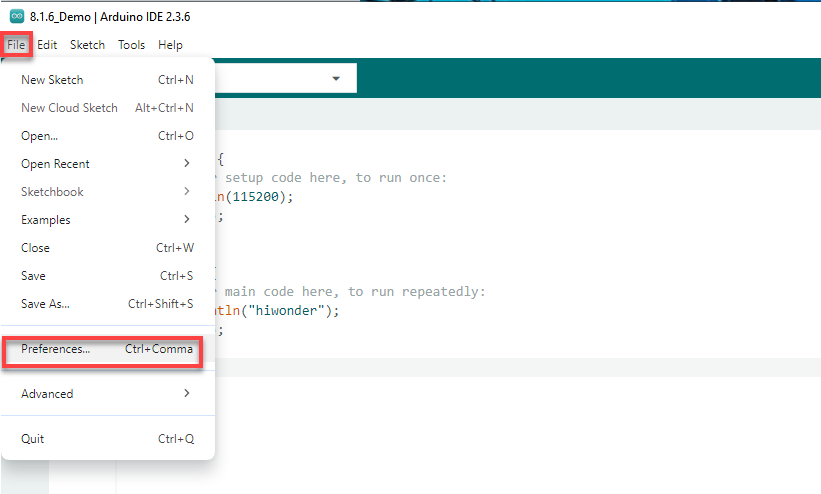 8.1.6_Demo | Arduino IDE 2.3.6
File Edit Sketch Tools Help
New Sketch Ctrl+N
New Cloud Sketch Alt+Ctrl+N
Open... Ctrl+O
Open Recent
Sketchbook
Examples
Close Ctrl+W
Save Ctrl+S
Save As... Ctrl+Shift+S
Preferences... Ctrl+Comma
Advanced
Quit Ctrl+Q
{
setup code here, to run once:
(115200);
;
{
main code here, to run repeatedly:
tln("hiwonder");
;